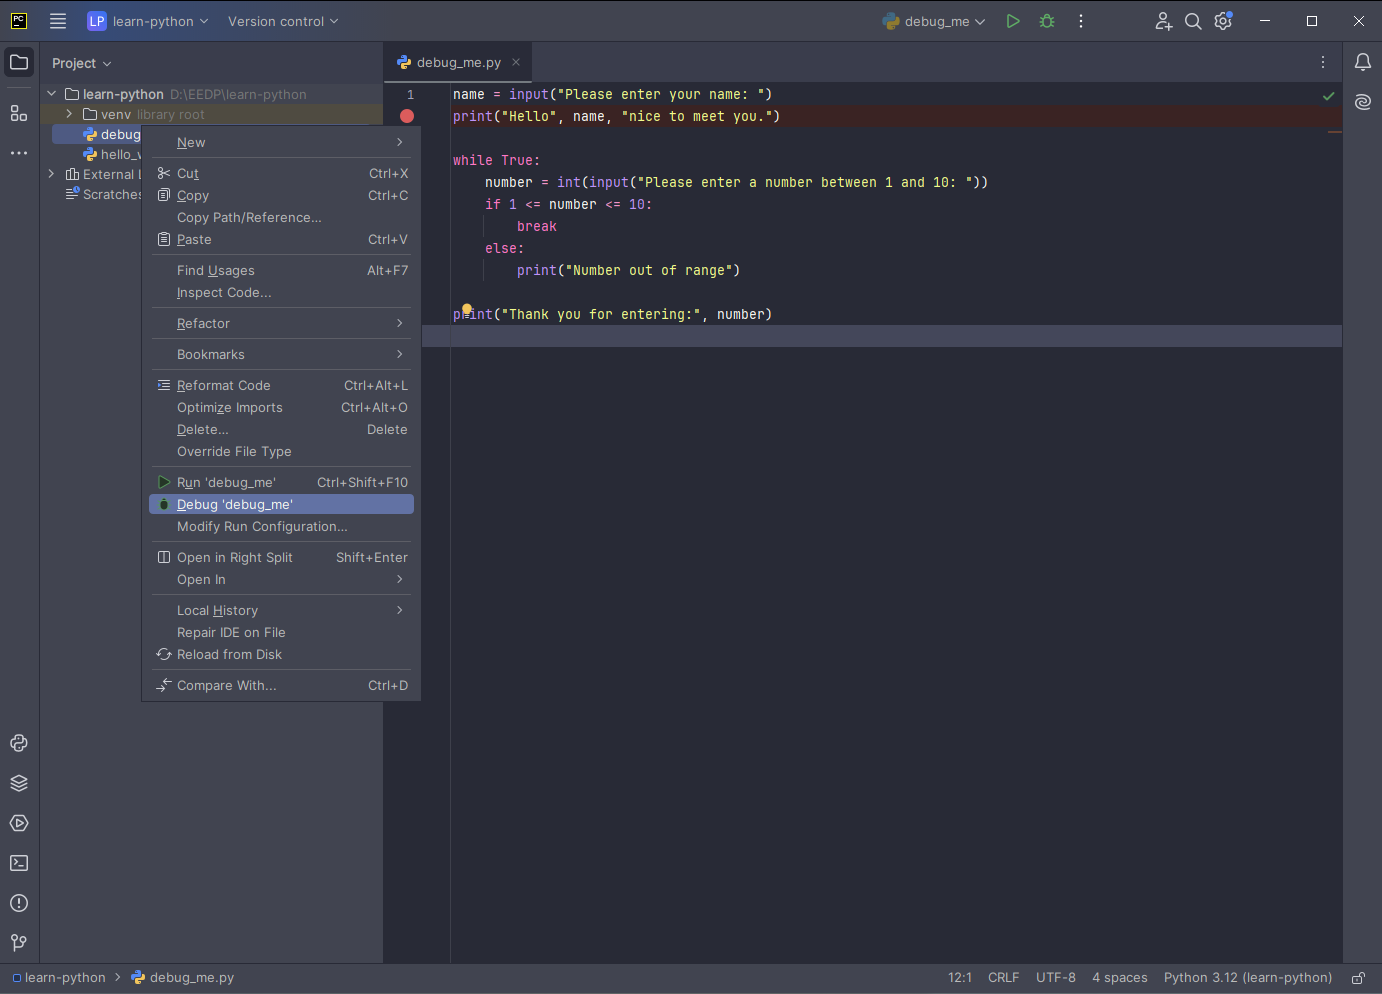 PC
LP learn-python
Version control
debug_me
Project
debug_me.py
learn-python D:\EEDP\learn-python
venv library root
debug
hello_
External
Scratches
New
Cut Ctrl+X
Copy Ctrl+C
Copy Path/Reference...
Paste Ctrl+V
Find Usages Alt+F7
Inspect Code...
Refactor
Bookmarks
Reformat Code Ctrl+Alt+L
Optimize Imports Ctrl+Alt+O
Delete... Delete
Override File Type
Run 'debug_me' Ctrl+Shift+F10
Debug 'debug_me'
Modify Run Configuration...
Open in Right Split Shift+Enter
Open In
Local History
Repair IDE on File
Reload from Disk
Compare With... Ctrl+D
1 name = input("Please enter your name: ")
print("Hello", name, "nice to meet you.")
while True:
number = int(input("Please enter a number between 1 and 10: "))
if 1 <= number <= 10:
break
else:
print("Number out of range")
print("Thank you for entering:", number)
learn-python > debug_me.py
12:1 CRLF UTF-8 4 spaces Python 3.12 (learn-python)